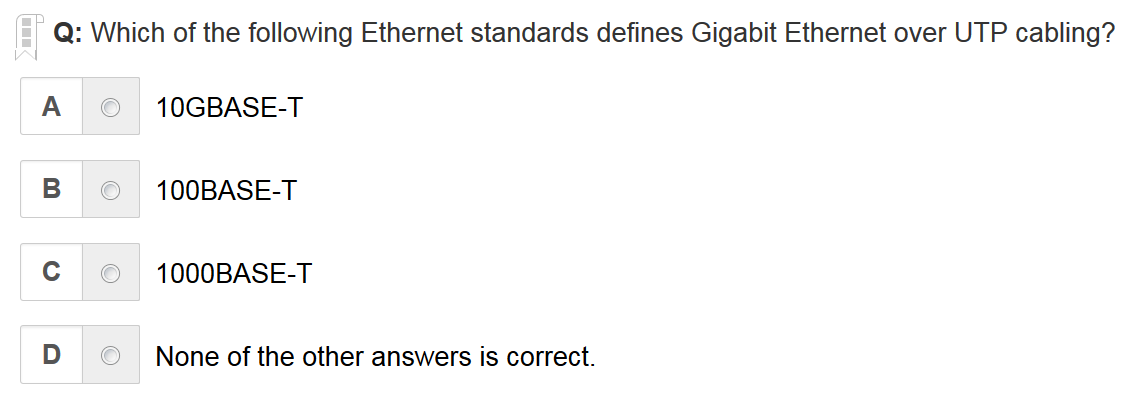 Q: Which of the following Ethernet standards defines Gigabit Ethernet over UTP cabling?
A 10GBASE-T
B 100BASE-T
C 1000BASE-T
D None of the other answers is correct.